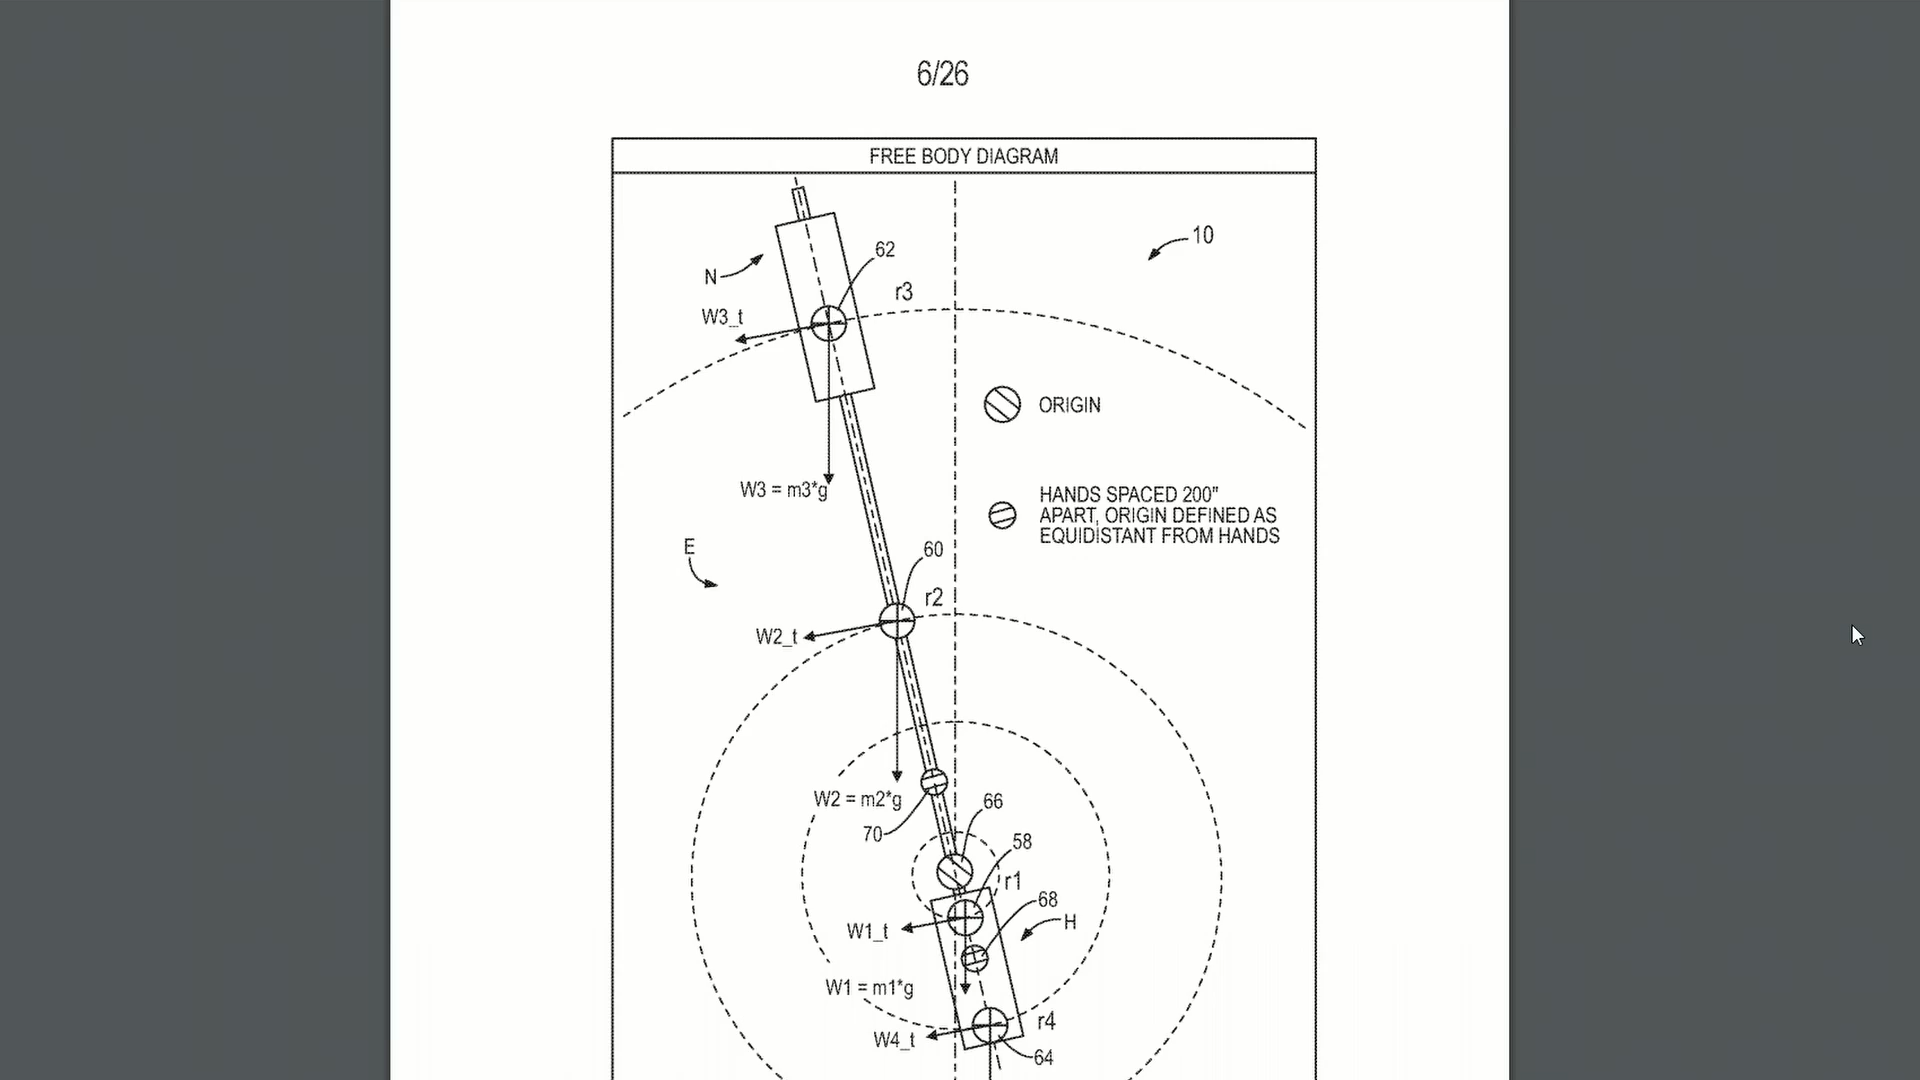 6/26
FREE BODY DIAGRAM
10
62
N
r3
W3_t
ORIGIN
W3 = m3*g
HANDS SPACED 200"
APART, ORIGIN DEFINED AS
EQUIDISTANT FROM HANDS
E
60
r2
W2_t
W2 = m2*g
66
70
58
r1
68
H
W1_t
W1 = m1*g
r4
W4_t
64